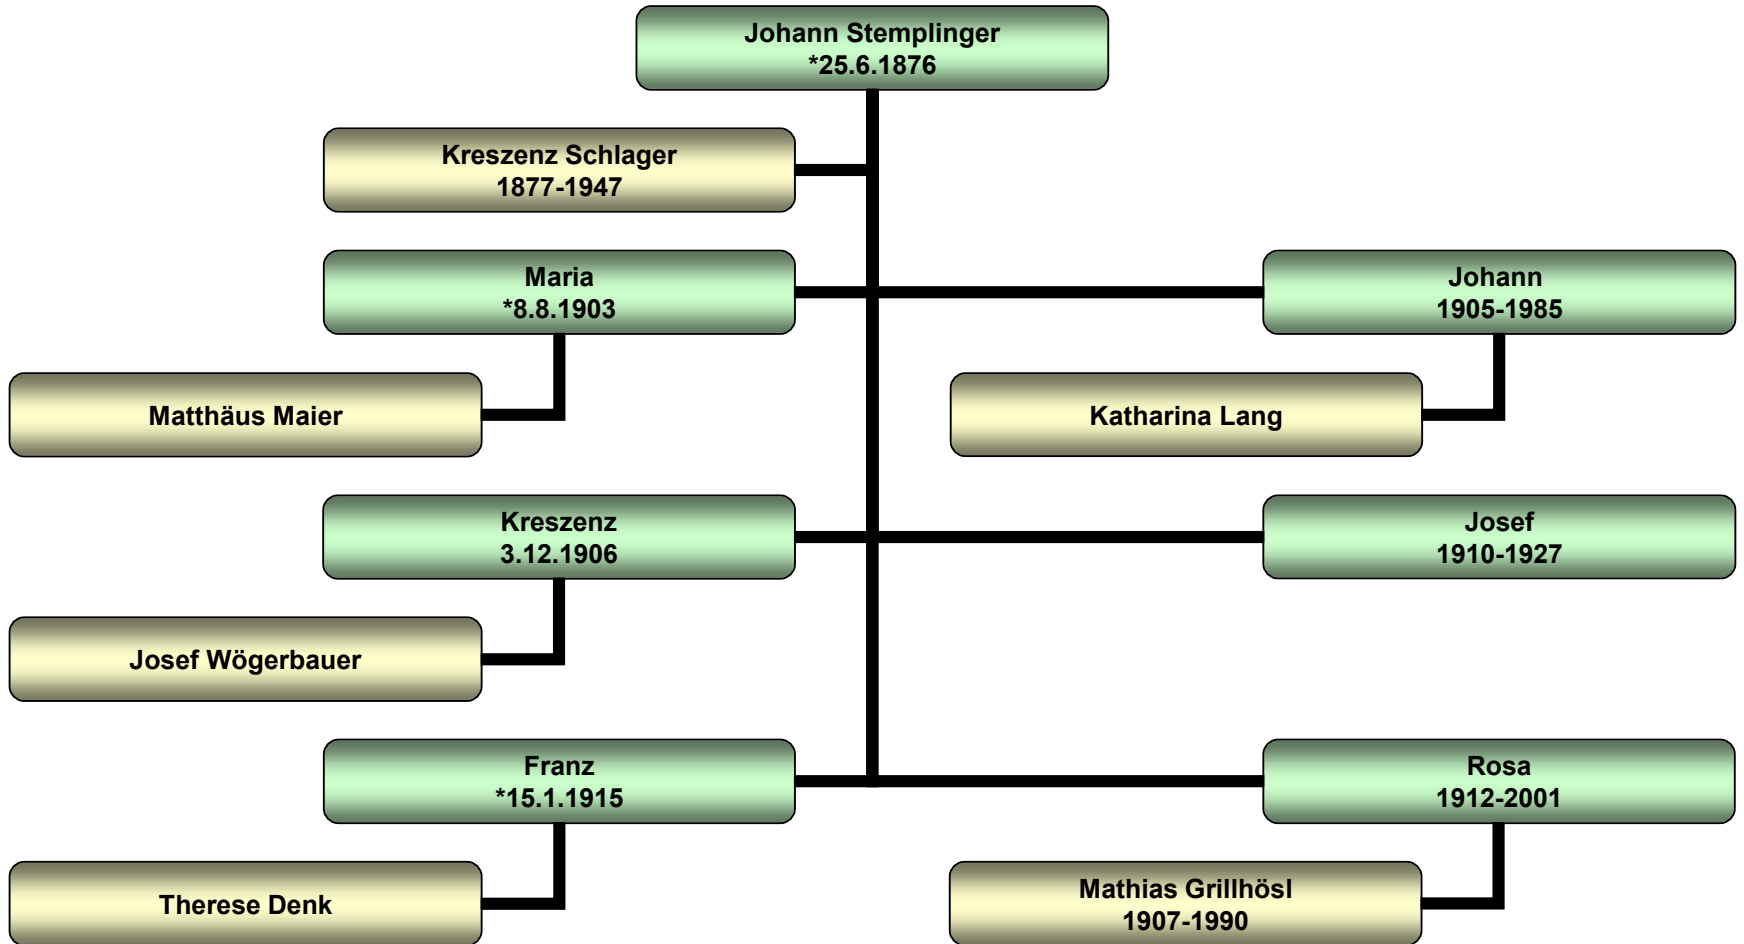 Johann Stemplinger
*25.6.1876
Kreszenz Schlager
1877-1947
Maria
*8.8.1903
Johann
1905-1985
Matthäus Maier
Katharina Lang
Kreszenz
3.12.1906
Josef
1910-1927
Josef Wögerbauer
Franz
*15.1.1915
Rosa
1912-2001
Therese Denk
Mathias Grillhösl
1907-1990